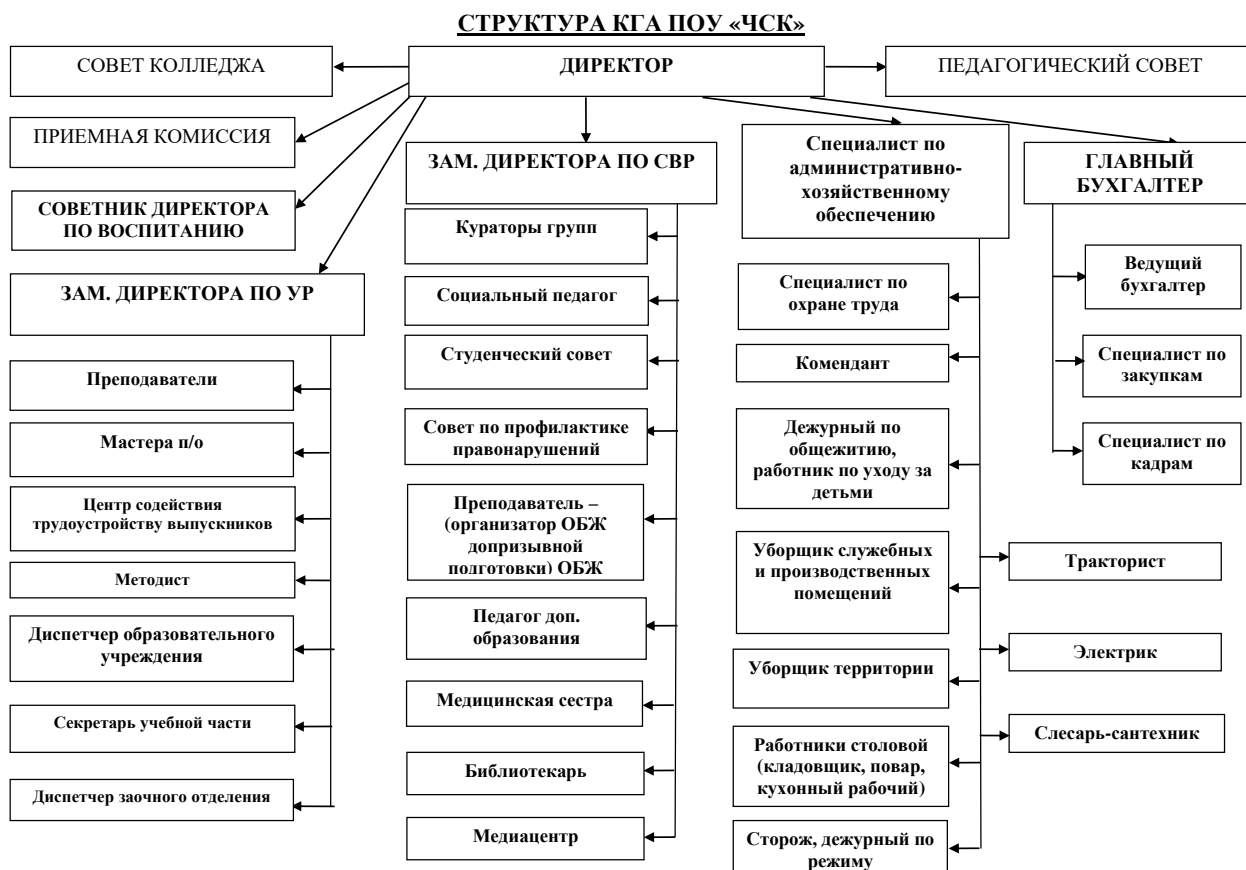 СТРУКТУРА КГА ПОУ «ЧСК»
СОВЕТ КОЛЛЕДЖА
ДИРЕКТОР
ПЕДАГОГИЧЕСКИЙ СОВЕТ
ПРИЕМНАЯ КОМИССИЯ
СОВЕТНИК ДИРЕКТОРА
ПО ВОСПИТАНИЮ
ЗАМ. ДИРЕКТОРА ПО УР
Преподаватели
Мастера п/о
Центр содействия
трудоустройству выпускников
Методист
Диспетчер образовательного
учреждения
Секретарь учебной части
Диспетчер заочного отделения
ЗАМ. ДИРЕКТОРА ПО СВР
Кураторы групп
Социальный педагог
Студенческий совет
Совет по профилактике
правонарушений
Преподаватель –
(организатор ОБЖ
допризывной
подготовки) ОБЖ
Педагог доп.
образования
Медицинская сестра
Библиотекарь
Медиацентр
Специалист по
административно-
хозяйственному
обеспечению
Специалист по
охране труда
Комендант
Дежурный по
общежитию,
работник по уходу за
детьми
Уборщик служебных
и производственных
помещений
Уборщик территории
Работники столовой
(кладовщик, повар,
кухонный рабочий)
Сторож, дежурный по
режиму
Тракторист
Электрик
Слесарь-сантехник
ГЛАВНЫЙ
БУХГАЛТЕР
Ведущий
бухгалтер
Специалист по
закупкам
Специалист по
кадрам